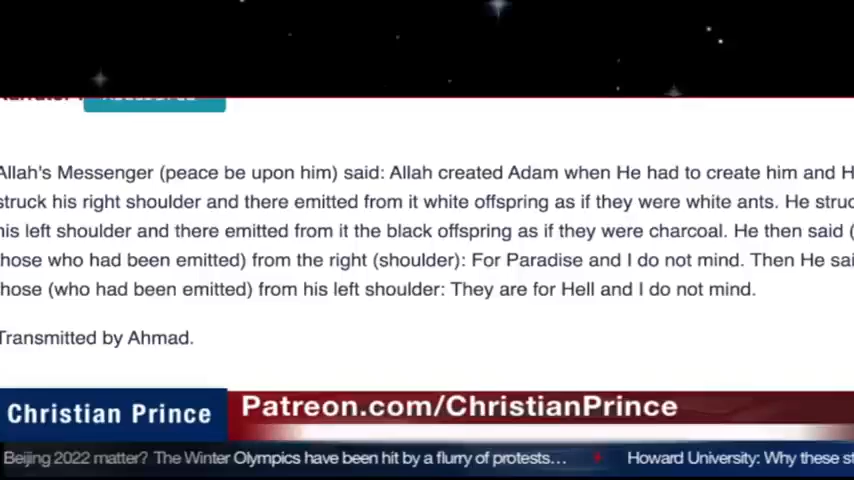 Allah's Messenger (peace be upon him) said: Allah created Adam when He had to create him and H
struck his right shoulder and there emitted from it white offspring as if they were white ants. He struc
his left shoulder and there emitted from it the black offspring as if they were charcoal. He then said (
those who had been emitted) from the right (shoulder): For Paradise and I do not mind. Then He sai
those (who had been emitted) from his left shoulder: They are for Hell and I do not mind.
Transmitted by Ahmad.
Christian Prince
Patreon.com/ChristianPrince
Beijing 2022 matter? The Winter Olympics have been hit by a flurry of protests... Howard University: Why these st